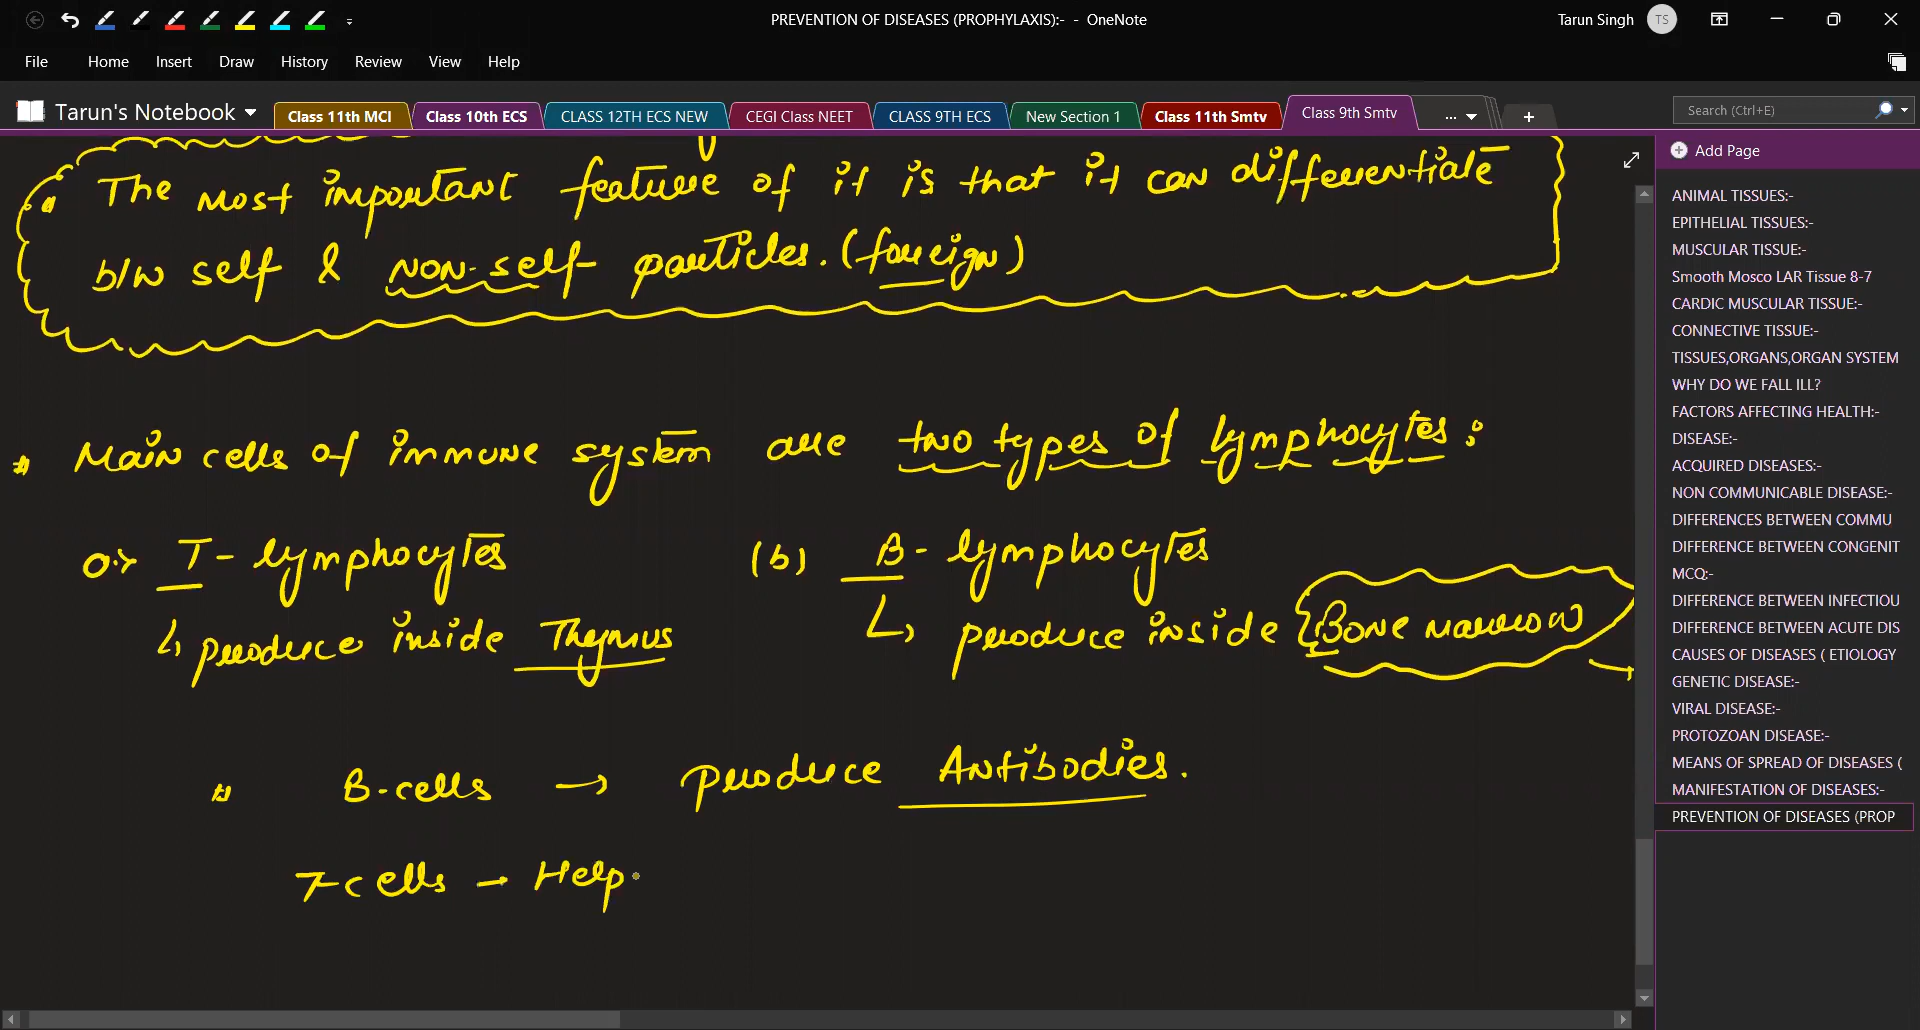 PREVENTION OF DISEASES (PROPHYLAXIS):- - OneNote
Tarun Singh
TS
File Home Insert Draw History Review View Help
Tarun's Notebook
Class 11th MCI
Class 10th ECS
CLASS 12TH ECS NEW
CEGI Class NEET
CLASS 9TH ECS
New Section 1
Class 11th Smtv
Class 9th Smtv
...
Search (Ctrl+E)
The most important feature of it is that it can differentiate
b/w self & non-self particles. (foreign)
Main cells of immune system are two types of lymphocytes :
a) T- lymphocytes (b) B- lymphocytes
produce inside Thymus produce inside {Bone marrow
B-cells → produce Antibodies.
T-cells → Help
Add Page
ANIMAL TISSUES:-
EPITHELIAL TISSUES:-
MUSCULAR TISSUE:-
Smooth Mosco LAR Tissue 8-7
CARDIC MUSCULAR TISSUE:-
CONNECTIVE TISSUE:-
TISSUES,ORGANS,ORGAN SYSTEM
WHY DO WE FALL ILL?
FACTORS AFFECTING HEALTH:-
DISEASE:-
ACQUIRED DISEASES:-
NON COMMUNICABLE DISEASE:-
DIFFERENCES BETWEEN COMMU
DIFFERENCE BETWEEN CONGENIT
MCQ:-
DIFFERENCE BETWEEN INFECTIOU
DIFFERENCE BETWEEN ACUTE DIS
CAUSES OF DISEASES ( ETIOLOGY
GENETIC DISEASE:-
VIRAL DISEASE:-
PROTOZOAN DISEASE:-
MEANS OF SPREAD OF DISEASES (
MANIFESTATION OF DISEASES:-
PREVENTION OF DISEASES (PROP